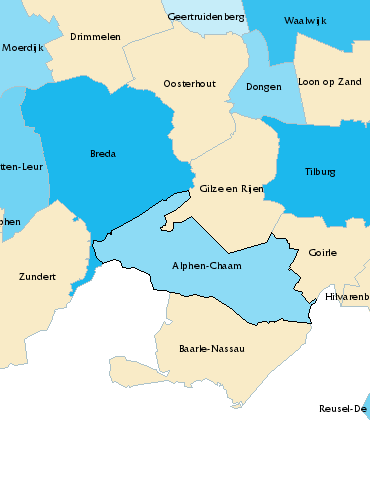 Geertruidenberg
Waalwijk
Drimmelen
Moerdijk
Oosterhout
Loon op Zand
Dongen
Breda
tten-Leur
Tilburg
Gilze en Rijen
phen
Goirle
Alphen-Chaam
Zundert
Hilvarenb
Baarle-Nassau
Reusel-De